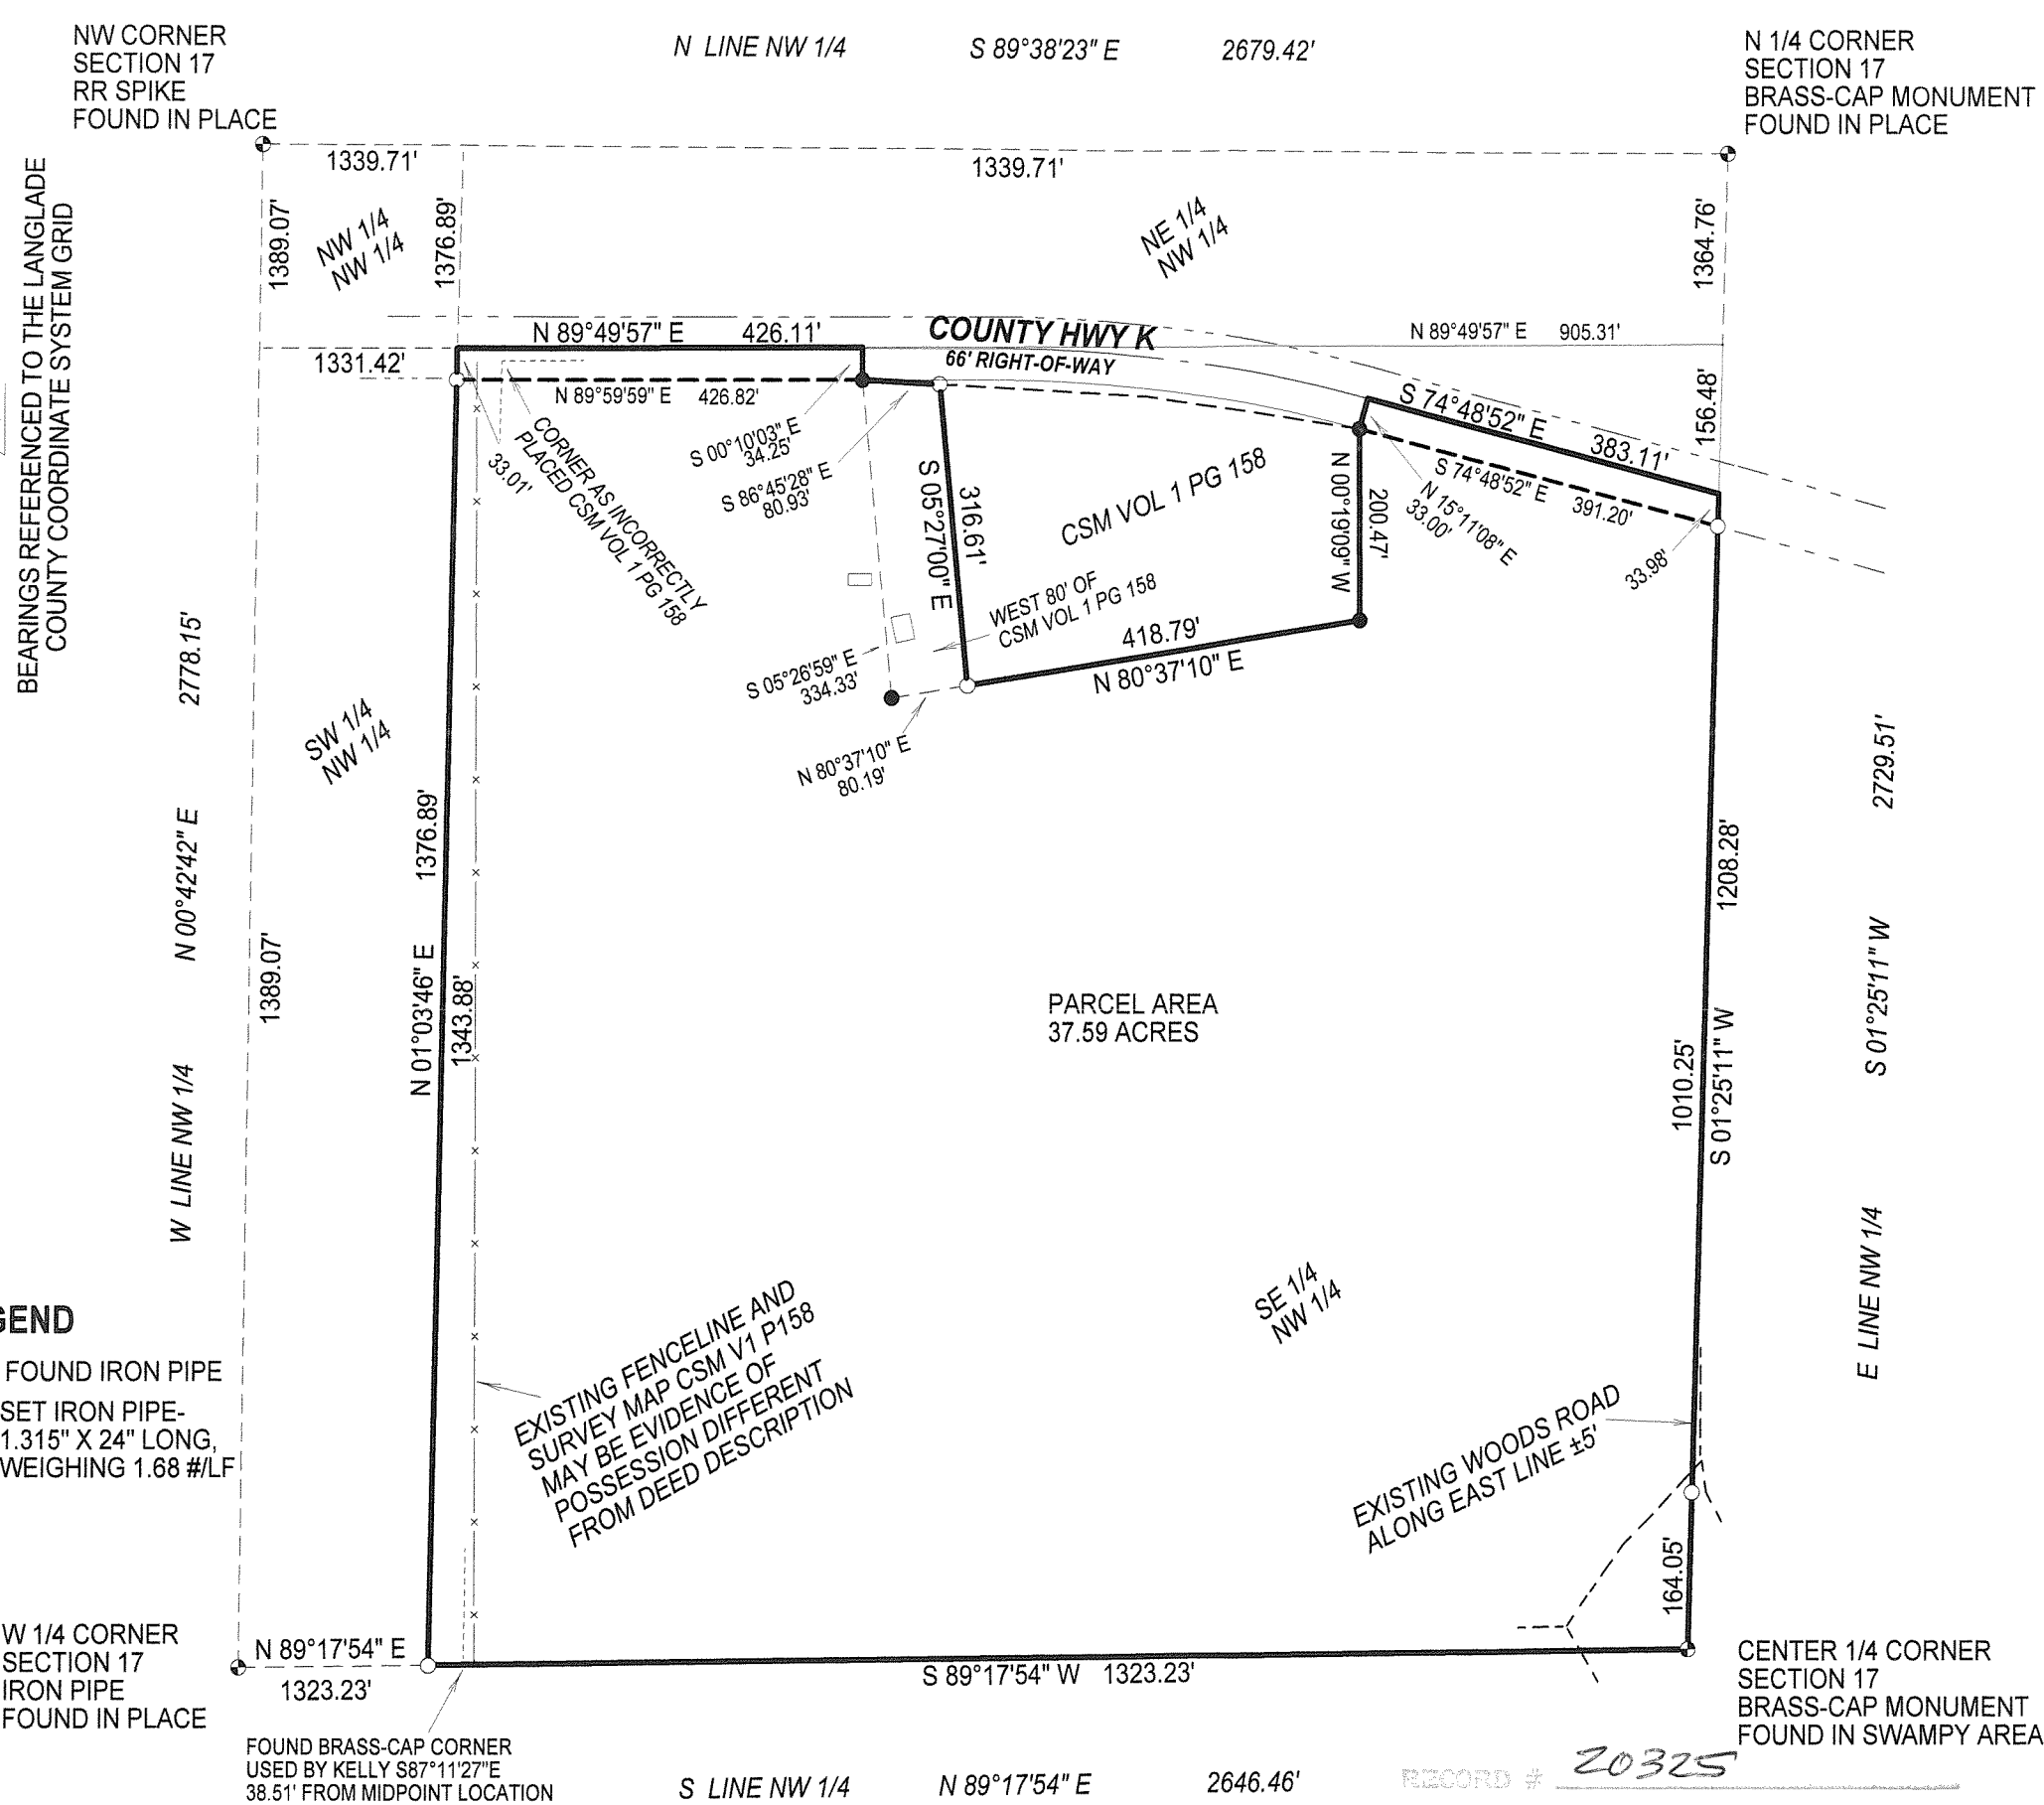 NW CORNER
SECTION 17
RR SPIKE
FOUND IN PLACE
N LINE NW 1/4 S 89°38'23" E 2679.42'
N 1/4 CORNER
SECTION 17
BRASS-CAP MONUMENT
FOUND IN PLACE
1339.71'
1339.71'
BEARINGS REFERENCED TO THE LANGLADE
COUNTY COORDINATE SYSTEM GRID
1389.07'
NW 1/4
NW 1/4
1376.89'
NE 1/4
NW 1/4
1364.76'
N 89°49'57" E 426.11'
COUNTY HWY K
66' RIGHT-OF-WAY
N 89°49'57" E 905.31'
1331.42'
N 89°59'59" E 426.82'
33.01'
CORNER AS INCORRECTLY
PLACED CSM VOL 1 PG 158
S 00°10'03" E
34.25'
S 86°45'28" E
80.93'
S 05°27'00" E
316.61'
CSM VOL 1 PG 158
WEST 80' OF
CSM VOL 1 PG 158
N 00°19'09" W
200.47'
S 74°48'52" E 383.11'
S 74°48'52" E 391.20'
N 15°11'08" E
33.00'
156.48'
33.98'
418.79'
N 80°37'10" E
S 05°26'59" E
334.33'
N 80°37'10" E
80.19'
W LINE NW 1/4 N 00°42'42" E 2778.15'
SW 1/4
NW 1/4
1389.07'
1376.89'
N 01°03'46" E
1343.88'
PARCEL AREA
37.59 ACRES
1208.28'
1010.25'
S 01°25'11" W
2729.51'
S 01°25'11" W
E LINE NW 1/4
SE 1/4
NW 1/4
GEND
FOUND IRON PIPE
SET IRON PIPE-
1.315" X 24" LONG,
WEIGHING 1.68 #/LF
EXISTING FENCELINE AND
SURVEY MAP CSM V1 P158
MAY BE EVIDENCE OF
POSSESSION DIFFERENT
FROM DEED DESCRIPTION
EXISTING WOODS ROAD
ALONG EAST LINE ±5'
164.05'
W 1/4 CORNER
SECTION 17
IRON PIPE
FOUND IN PLACE
N 89°17'54" E
1323.23'
S 89°17'54" W 1323.23'
CENTER 1/4 CORNER
SECTION 17
BRASS-CAP MONUMENT
FOUND IN SWAMPY AREA
FOUND BRASS-CAP CORNER
USED BY KELLY S87°11'27"E
38.51' FROM MIDPOINT LOCATION
S LINE NW 1/4 N 89°17'54" E 2646.46'
RECORD # 20325